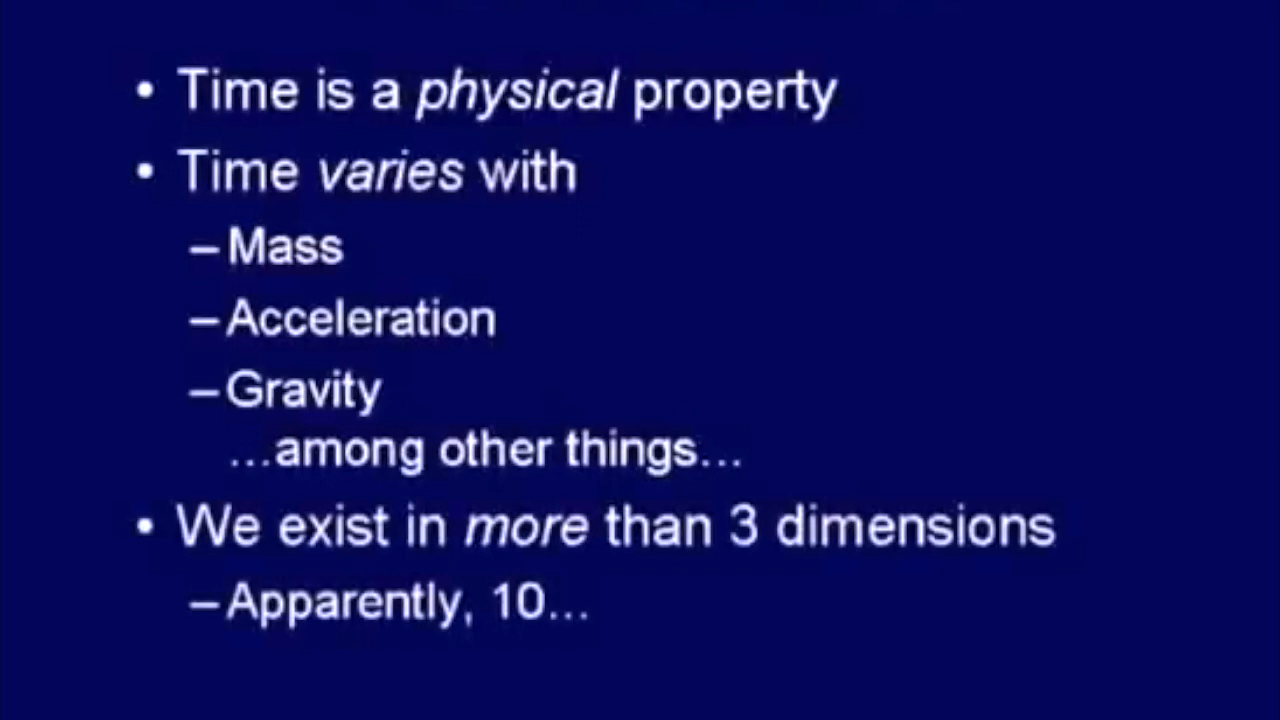 • Time is a physical property
• Time varies with
– Mass
– Acceleration
– Gravity
...among other things...
• We exist in more than 3 dimensions
– Apparently, 10...